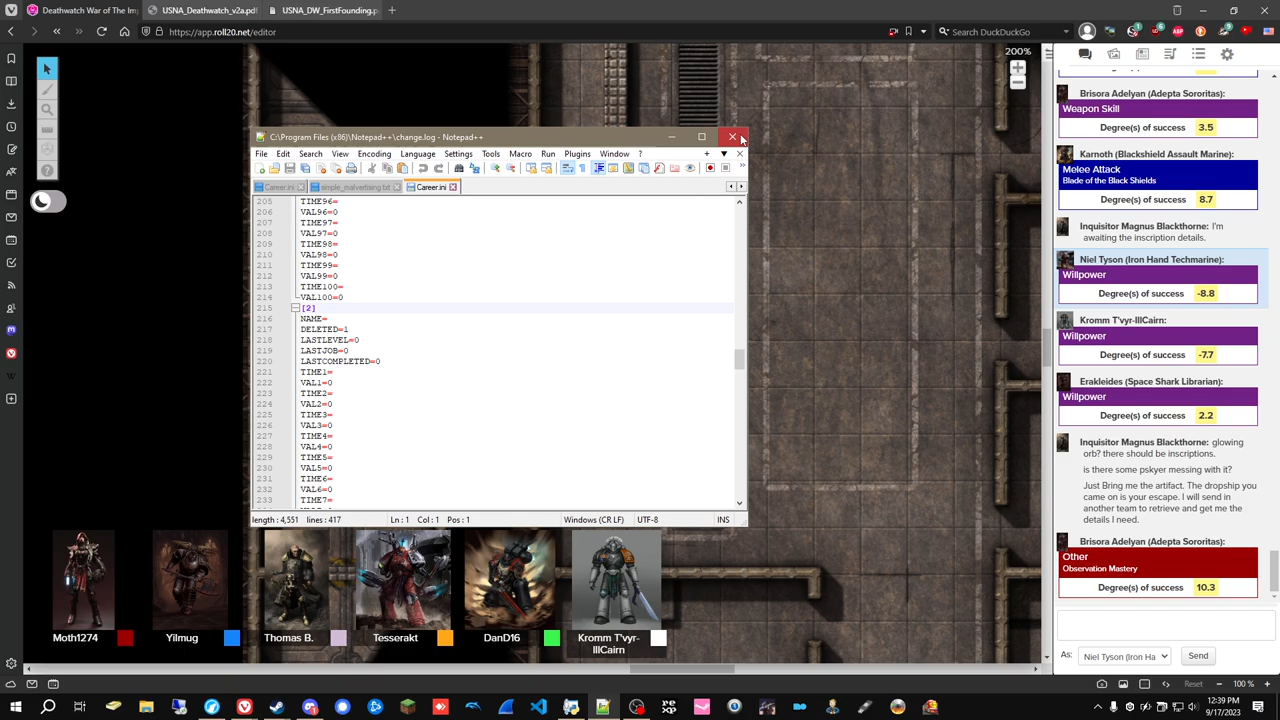 Deathwatch War of The Im
USNA_Deathwatch_v2a.pdf
USNA_DW_FirstFounding.p
https://app.roll20.net/editor
Search DuckDuckGo
200%
C:\Program Files (x86)\Notepad++\change.log - Notepad++
File Edit Search View Encoding Language Settings Tools Macro Run Plugins Window ?
Career.ini simple_malvertising.txt Career.ini
205 TIME96=
206 VAL96=0
207 TIME97=
208 VAL97=0
209 TIME98=
210 VAL98=0
211 TIME99=
212 VAL99=0
213 TIME100=
214 VAL100=0
215 [2]
216 NAME=
217 DELETED=1
218 LASTLEVEL=0
219 LASTJOB=0
220 LASTCOMPLETED=0
221 TIME1=
222 VAL1=0
223 TIME2=
224 VAL2=0
225 TIME3=
226 VAL3=0
227 TIME4=
228 VAL4=0
229 TIME5=
230 VAL5=0
231 TIME6=
232 VAL6=0
233 TIME7=
length : 4,551 lines : 417 Ln : 1 Col : 1 Pos : 1 Windows (CR LF) UTF-8 INS
Moth1274
Yilmug
Thomas B.
Tesserakt
DanD16
Kromm T'vyr-
IllCairn
Brisora Adelyan (Adepta Sororitas):
Weapon Skill
Degree(s) of success 3.5
Karnoth (Blackshield Assault Marine):
Melee Attack
Blade of the Black Shields
Degree(s) of success 8.7
Inquisitor Magnus Blackthorne: I'm
awaiting the inscription details.
Niel Tyson (Iron Hand Techmarine):
Willpower
Degree(s) of success -8.8
Kromm T'vyr-IllCairn:
Willpower
Degree(s) of success -7.7
Erakleides (Space Shark Librarian):
Willpower
Degree(s) of success 2.2
Inquisitor Magnus Blackthorne: glowing
orb? there should be inscriptions.
is there some pskyer messing with it?
Just Bring me the artifact. The dropship you
came on is your escape. I will send in
another team to retrieve and get me the
details I need.
Brisora Adelyan (Adepta Sororitas):
Other
Observation Mastery
Degree(s) of success 10.3
As: Niel Tyson (Iron Ha Send
Reset 100 %
12:39 PM
9/17/2023